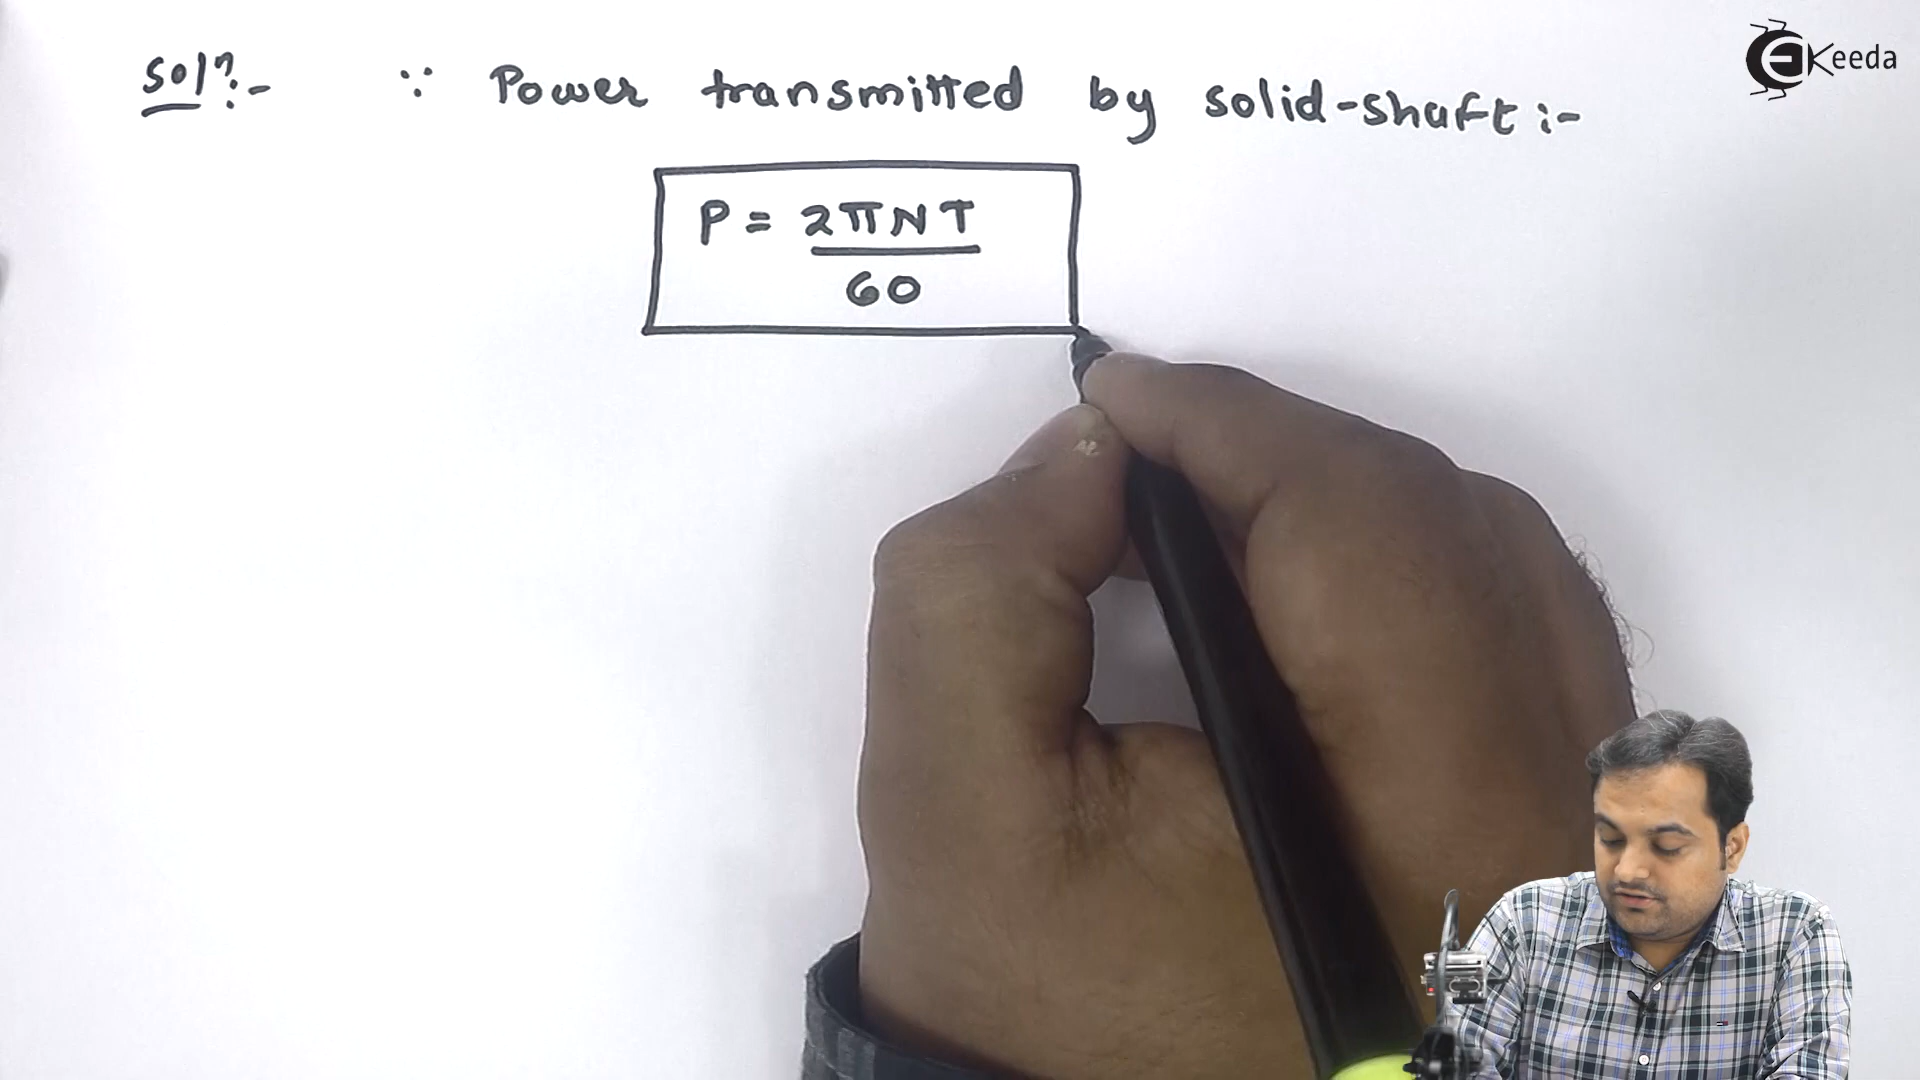 Solⁿ:- ∵ Power transmitted by solid-shaft:-
P = 2πNT
60
EKeeda